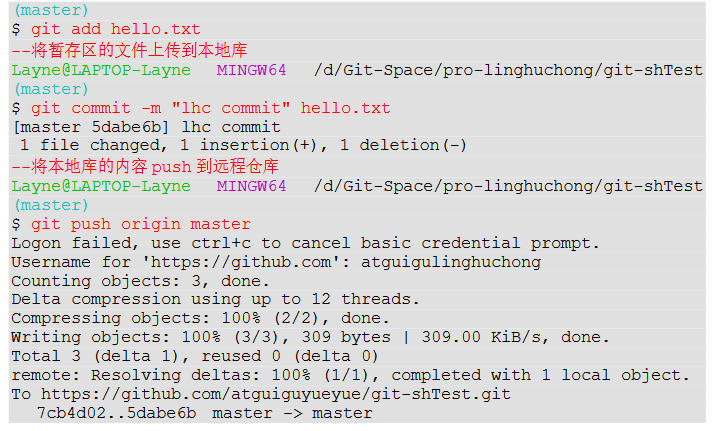 (master)
$ git add hello.txt
--将暂存区的文件上传到本地库
Layne@LAPTOP-Layne MINGW64 /d/Git-Space/pro-linghuchong/git-shTest
(master)
$ git commit -m "lhc commit" hello.txt
[master 5dabe6b] lhc commit
1 file changed, 1 insertion(+), 1 deletion(-)
--将本地库的内容 push 到远程仓库
Layne@LAPTOP-Layne MINGW64 /d/Git-Space/pro-linghuchong/git-shTest
(master)
$ git push origin master
Logon failed, use ctrl+c to cancel basic credential prompt.
Username for 'https://github.com': atguigulinghuchong
Counting objects: 3, done.
Delta compression using up to 12 threads.
Compressing objects: 100% (2/2), done.
Writing objects: 100% (3/3), 309 bytes | 309.00 KiB/s, done.
Total 3 (delta 1), reused 0 (delta 0)
remote: Resolving deltas: 100% (1/1), completed with 1 local object.
To https://github.com/atguiguyueyue/git-shTest.git
7cb4d02..5dabe6b master -> master